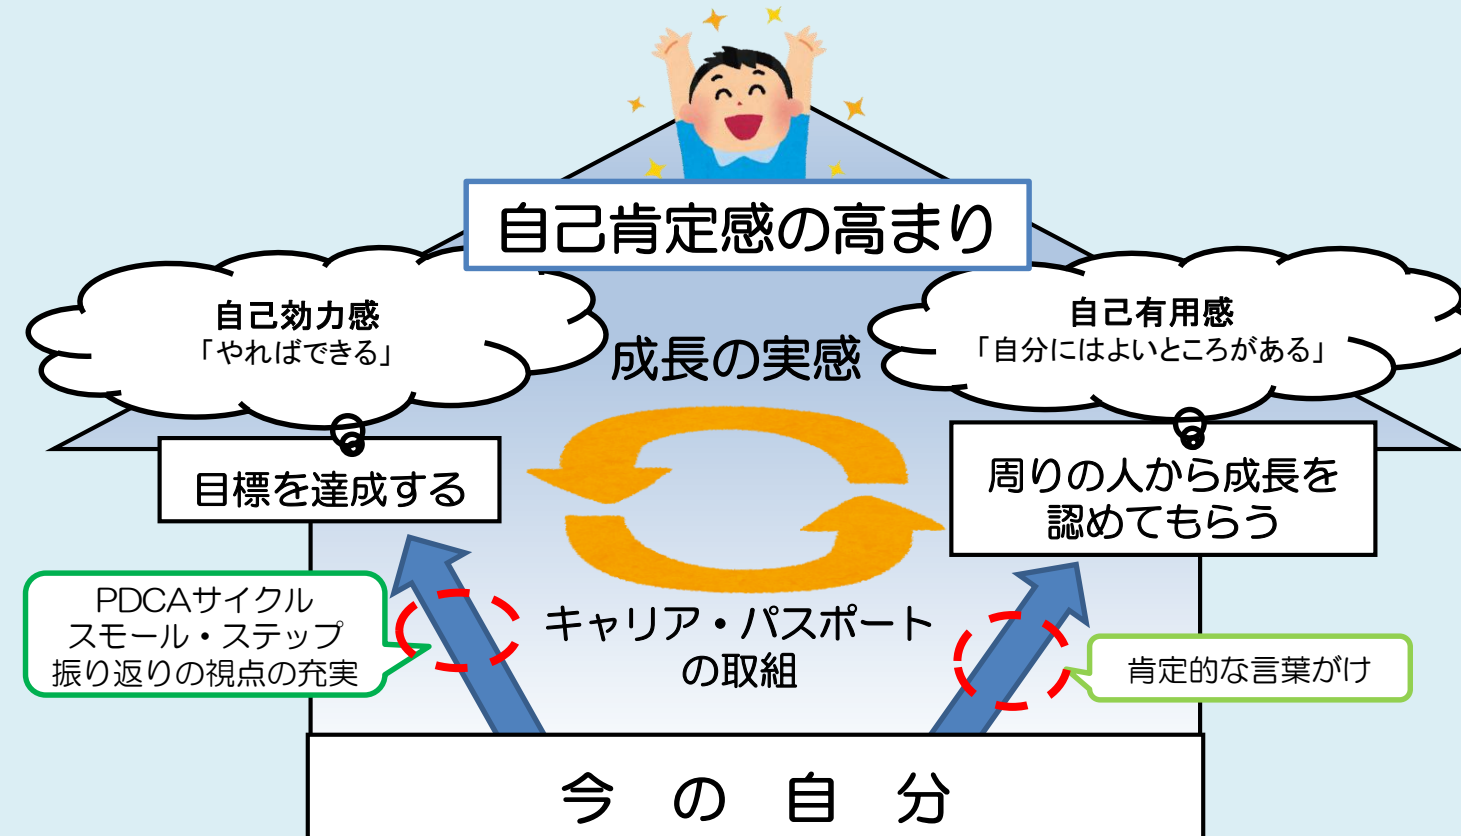 自己肯定感の高まり
自己効力感
「やればできる」
自己有用感
「自分にはよいところがある」
成長の実感
目標を達成する
周りの人から成長を
認めてもらう
PDCAサイクル
スモール・ステップ
振り返りの視点の充実
キャリア・パスポート
の取組
肯定的な言葉がけ
今の自分